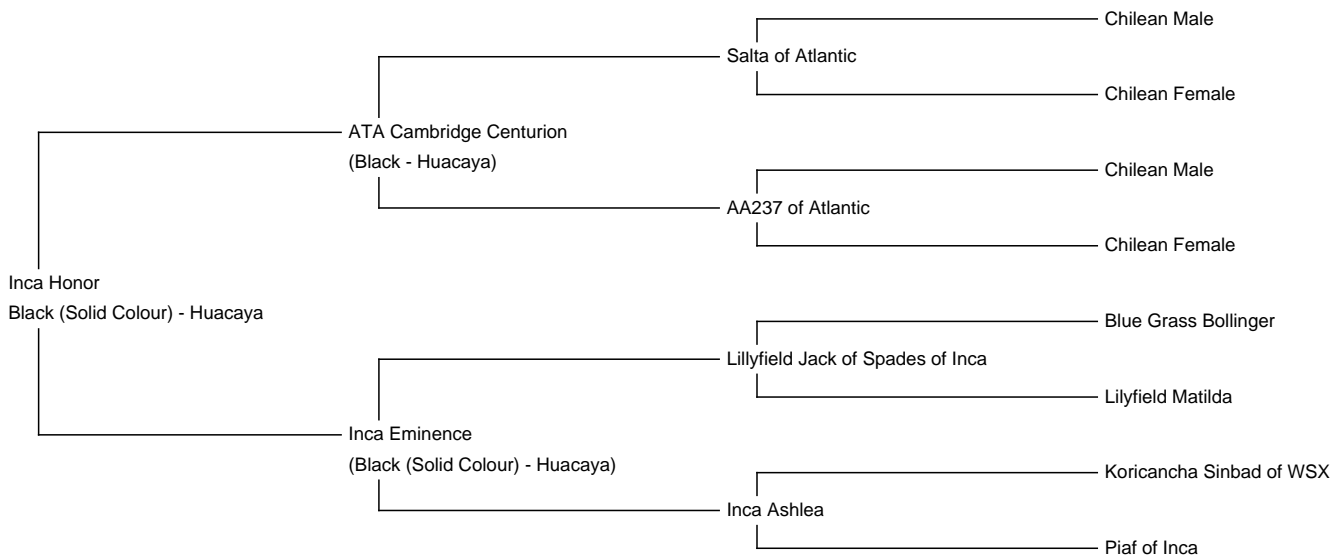 Chilean Male
Salta of Atlantic
Chilean Female
ATA Cambridge Centurion
(Black - Huacaya)
Chilean Male
AA237 of Atlantic
Chilean Female
Inca Honor
Black (Solid Colour) - Huacaya
Blue Grass Bollinger
Lillyfield Jack of Spades of Inca
Lilyfield Matilda
Inca Eminence
(Black (Solid Colour) - Huacaya)
Koricancha Sinbad of WSX
Inca Ashlea
Piaf of Inca